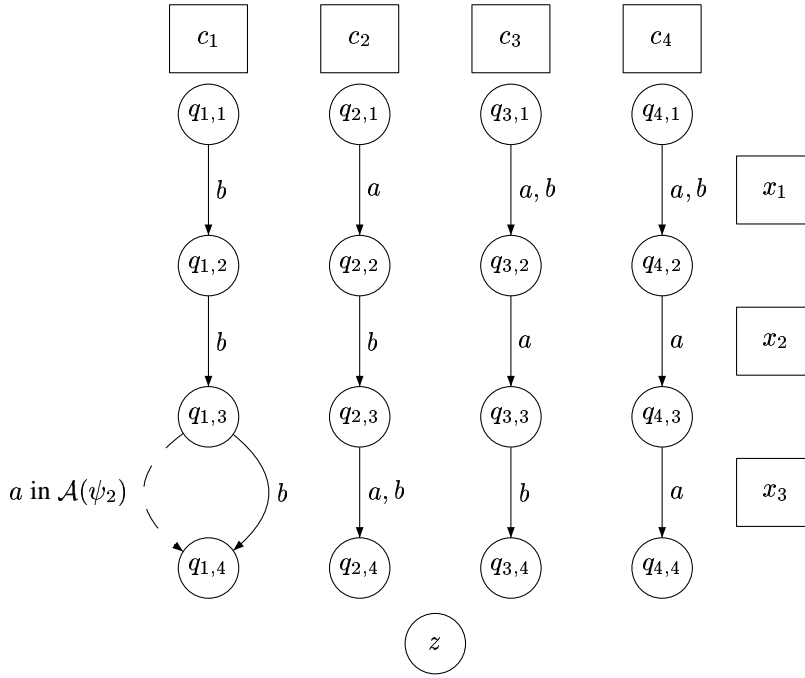 c₁ c₂ c₃ c₄
q₁,₁ q₂,₁ q₃,₁ q₄,₁
b a a, b a, b x₁
q₁,₂ q₂,₂ q₃,₂ q₄,₂
b b a a x₂
q₁,₃ q₂,₃ q₃,₃ q₄,₃
a in 𝒜(ψ₂) b a, b b a x₃
q₁,₄ q₂,₄ q₃,₄ q₄,₄
z